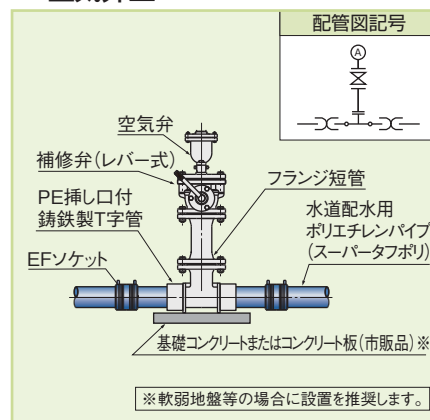 配管図記号
A
空気弁
補修弁(レバー式)
フランジ短管
PE挿し口付
鋳鉄製T字管
水道配水用
ポリエチレンパイプ
(スーパータフポリ)
EFソケット
基礎コンクリートまたはコンクリート板(市販品)※
※軟弱地盤等の場合に設置を推奨します。